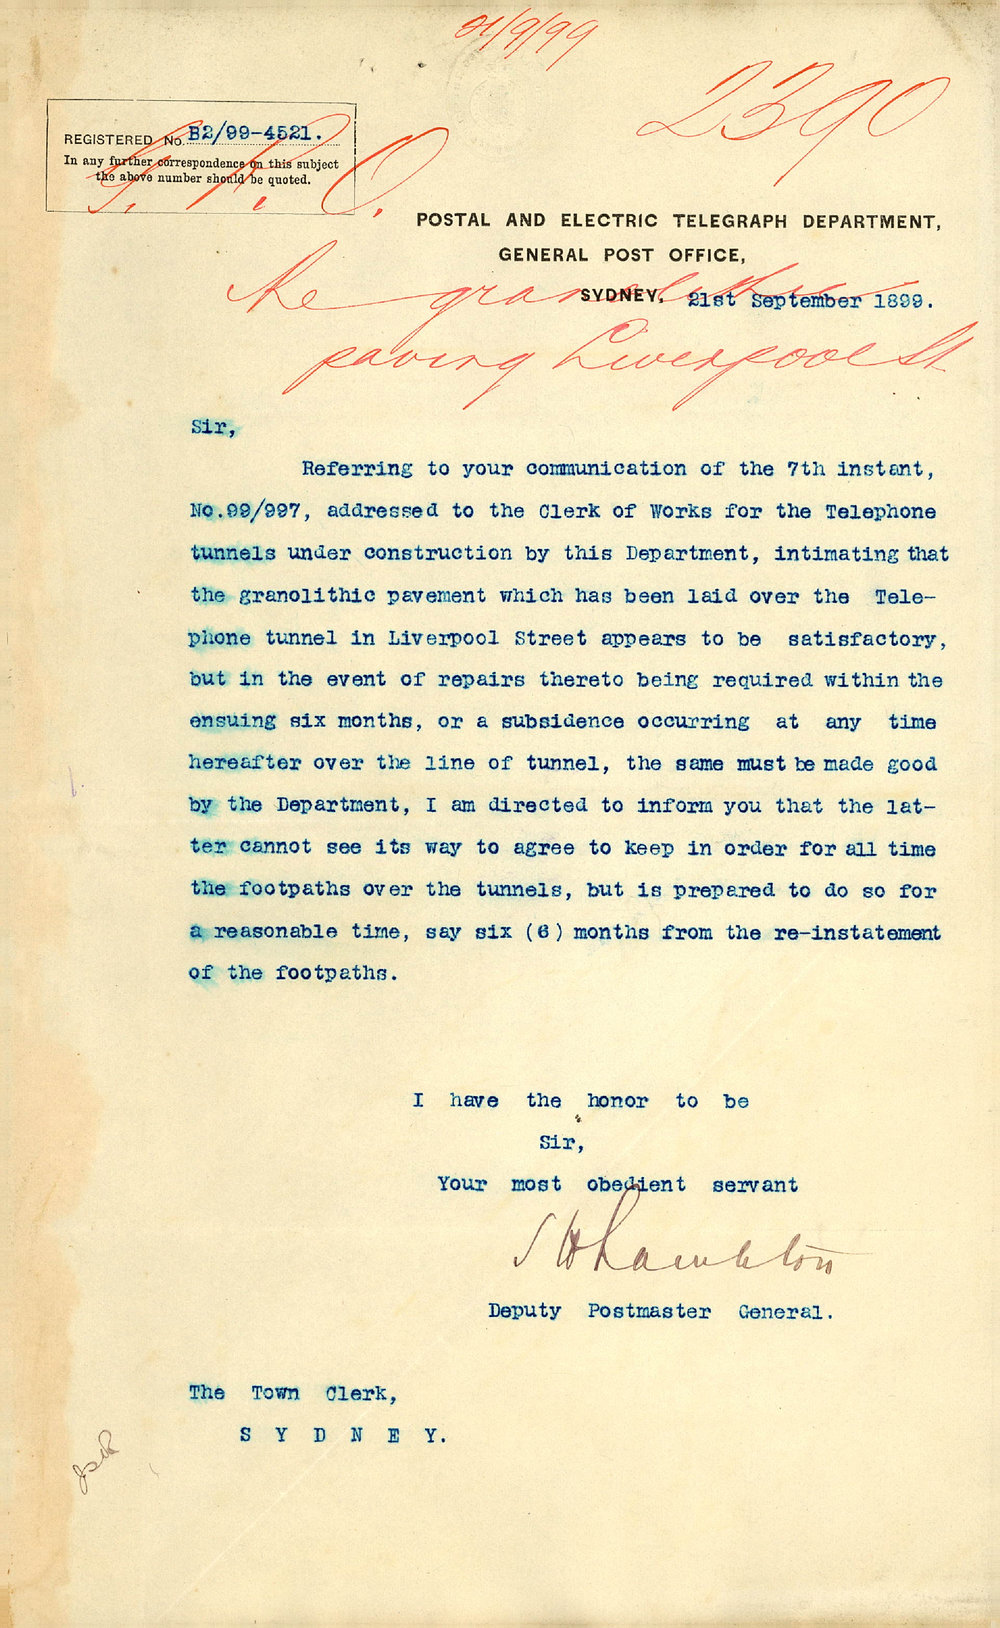 21/9/99
2390
REGISTERED No. B2/99-4521.
In any further correspondence on this subject
the above number should be quoted.
G. P. O.
POSTAL AND ELECTRIC TELEGRAPH DEPARTMENT,
GENERAL POST OFFICE,
SYDNEY, 21st September 1899.
Re granolithic
paving Liverpool St
Sir,
Referring to your communication of the 7th instant,
No.99/997, addressed to the Clerk of Works for the Telephone
tunnels under construction by this Department, intimating that
the granolithic pavement which has been laid over the Tele-
phone tunnel in Liverpool Street appears to be satisfactory,
but in the event of repairs thereto being required within the
ensuing six months, or a subsidence occurring at any time
hereafter over the line of tunnel, the same must be made good
by the Department, I am directed to inform you that the lat-
ter cannot see its way to agree to keep in order for all time
the footpaths over the tunnels, but is prepared to do so for
a reasonable time, say six (6) months from the re-instatement
of the footpaths.
I have the honor to be
Sir,
Your most obedient servant
S H Lambton
Deputy Postmaster General.
The Town Clerk,
SYDNEY.